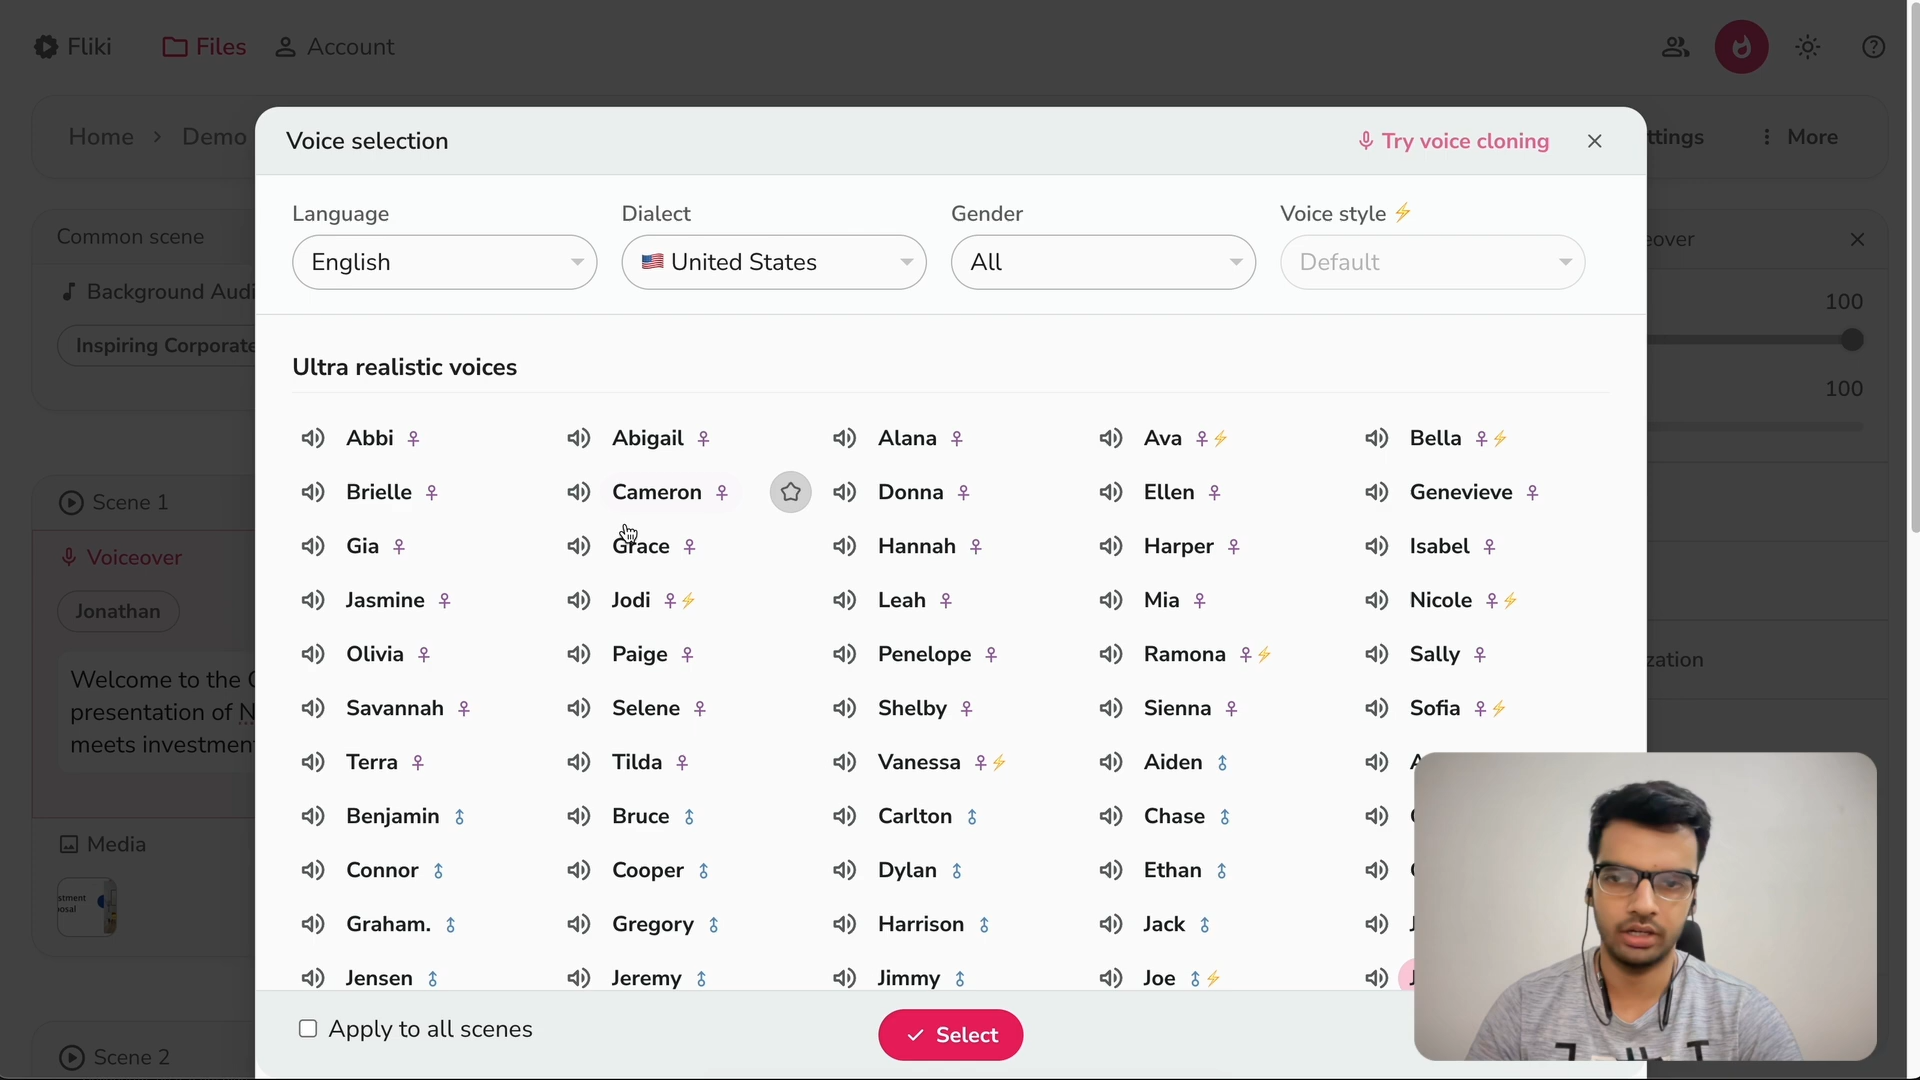 Fliki Files Account
Home > Demo ttings More
Voice selection Try voice cloning
Language Dialect Gender Voice style
English United States All Default
Common scene eover
Background Audi 100
Inspiring Corporate
100
Ultra realistic voices
Abbi Abigail Alana Ava Bella
Brielle Cameron Donna Ellen Genevieve
Scene 1
Gia Grace Hannah Harper Isabel
Voiceover
Jasmine Jodi Leah Mia Nicole
Jonathan
Olivia Paige Penelope Ramona Sally
zation
Welcome to the
presentation of N
meets investment
Savannah Selene Shelby Sienna Sofia
Terra Tilda Vanessa Aiden
Benjamin Bruce Carlton Chase
Media
Connor Cooper Dylan Ethan
stment
osal
Graham. Gregory Harrison Jack
Jensen Jeremy Jimmy Joe
Apply to all scenes Select
Scene 2